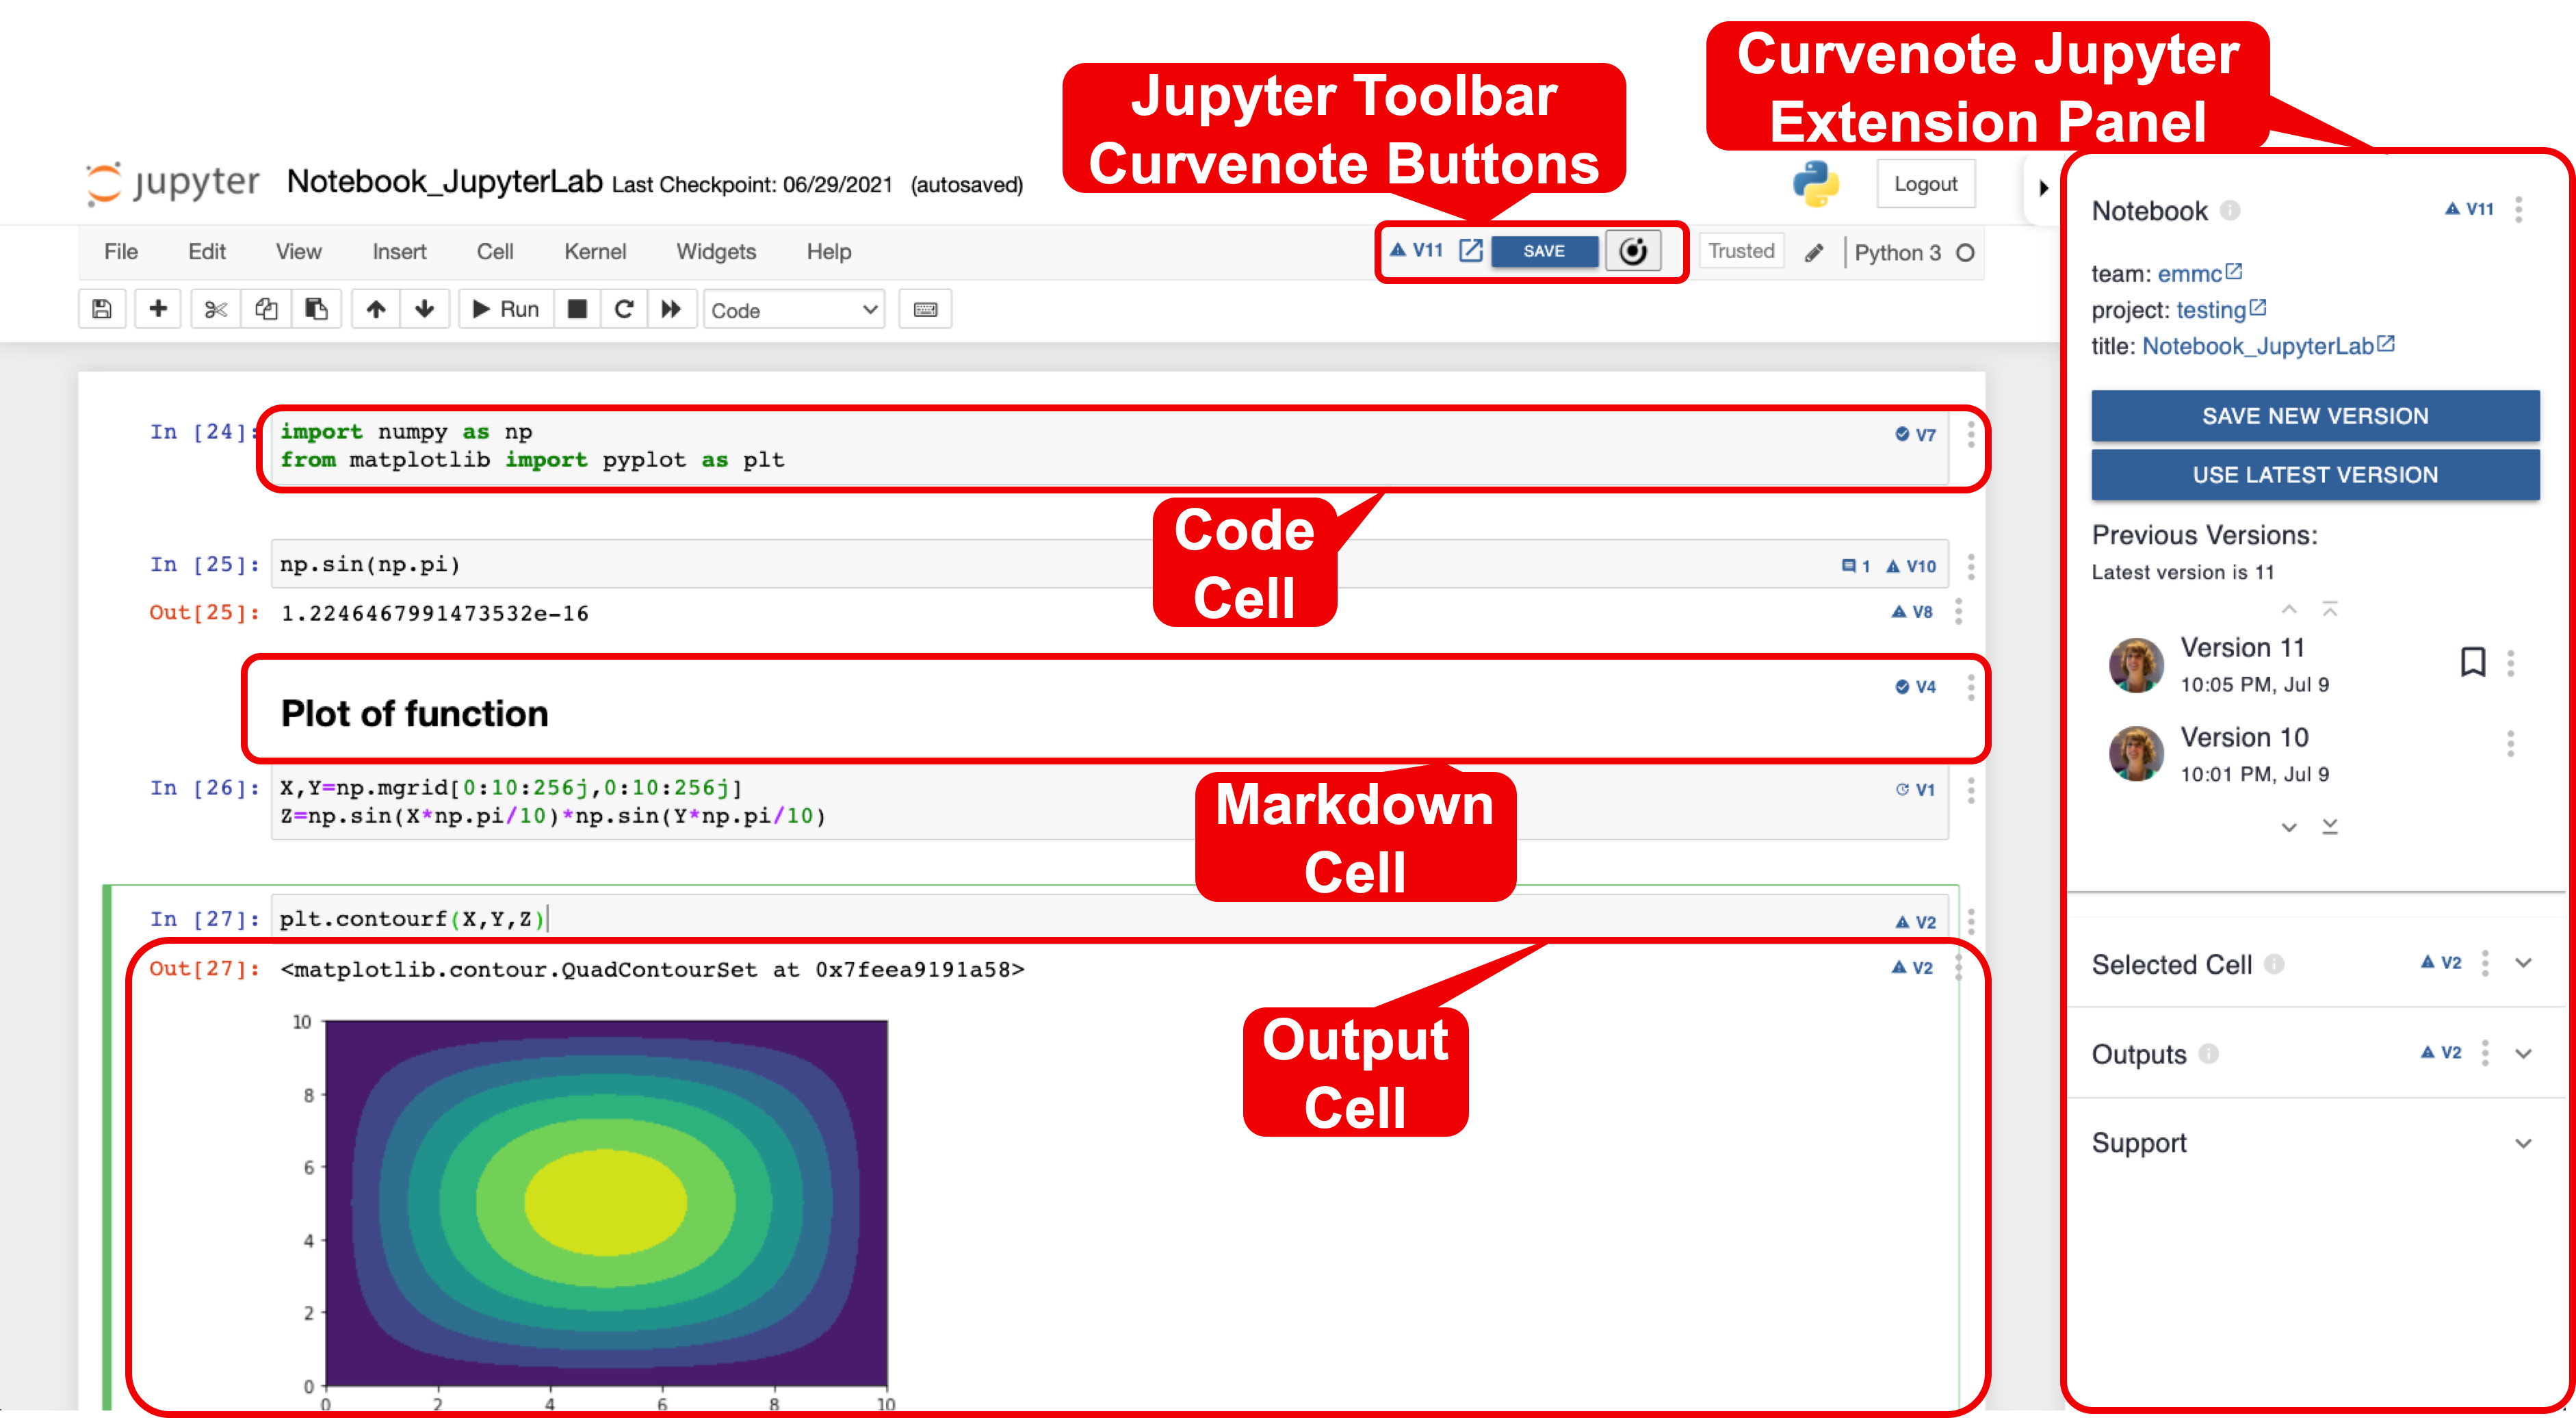 Jupyter Toolbar
Curvenote Buttons
Curvenote Jupyter
Extension Panel
jupyter Notebook_JupyterLab Last Checkpoint: 06/29/2021 (autosaved)
Logout
File Edit View Insert Cell Kernel Widgets Help
V11 SAVE
Trusted Python 3
Run Code
In [24]: import numpy as np
from matplotlib import pyplot as plt
V7
Code
Cell
In [25]: np.sin(np.pi)
1 V10
Out[25]: 1.2246467991473532e-16
V8
Plot of function
V4
Markdown
Cell
In [26]: X,Y=np.mgrid[0:10:256j,0:10:256j]
Z=np.sin(X*np.pi/10)*np.sin(Y*np.pi/10)
V1
In [27]: plt.contourf(X,Y,Z)
V2
Out[27]: <matplotlib.contour.QuadContourSet at 0x7feea9191a58>
V2
Output
Cell
10
8
6
4
2
0
0 2 4 6 8 10
Notebook V11
team: emmc
project: testing
title: Notebook_JupyterLab
SAVE NEW VERSION
USE LATEST VERSION
Previous Versions:
Latest version is 11
Version 11
10:05 PM, Jul 9
Version 10
10:01 PM, Jul 9
Selected Cell V2
Outputs V2
Support